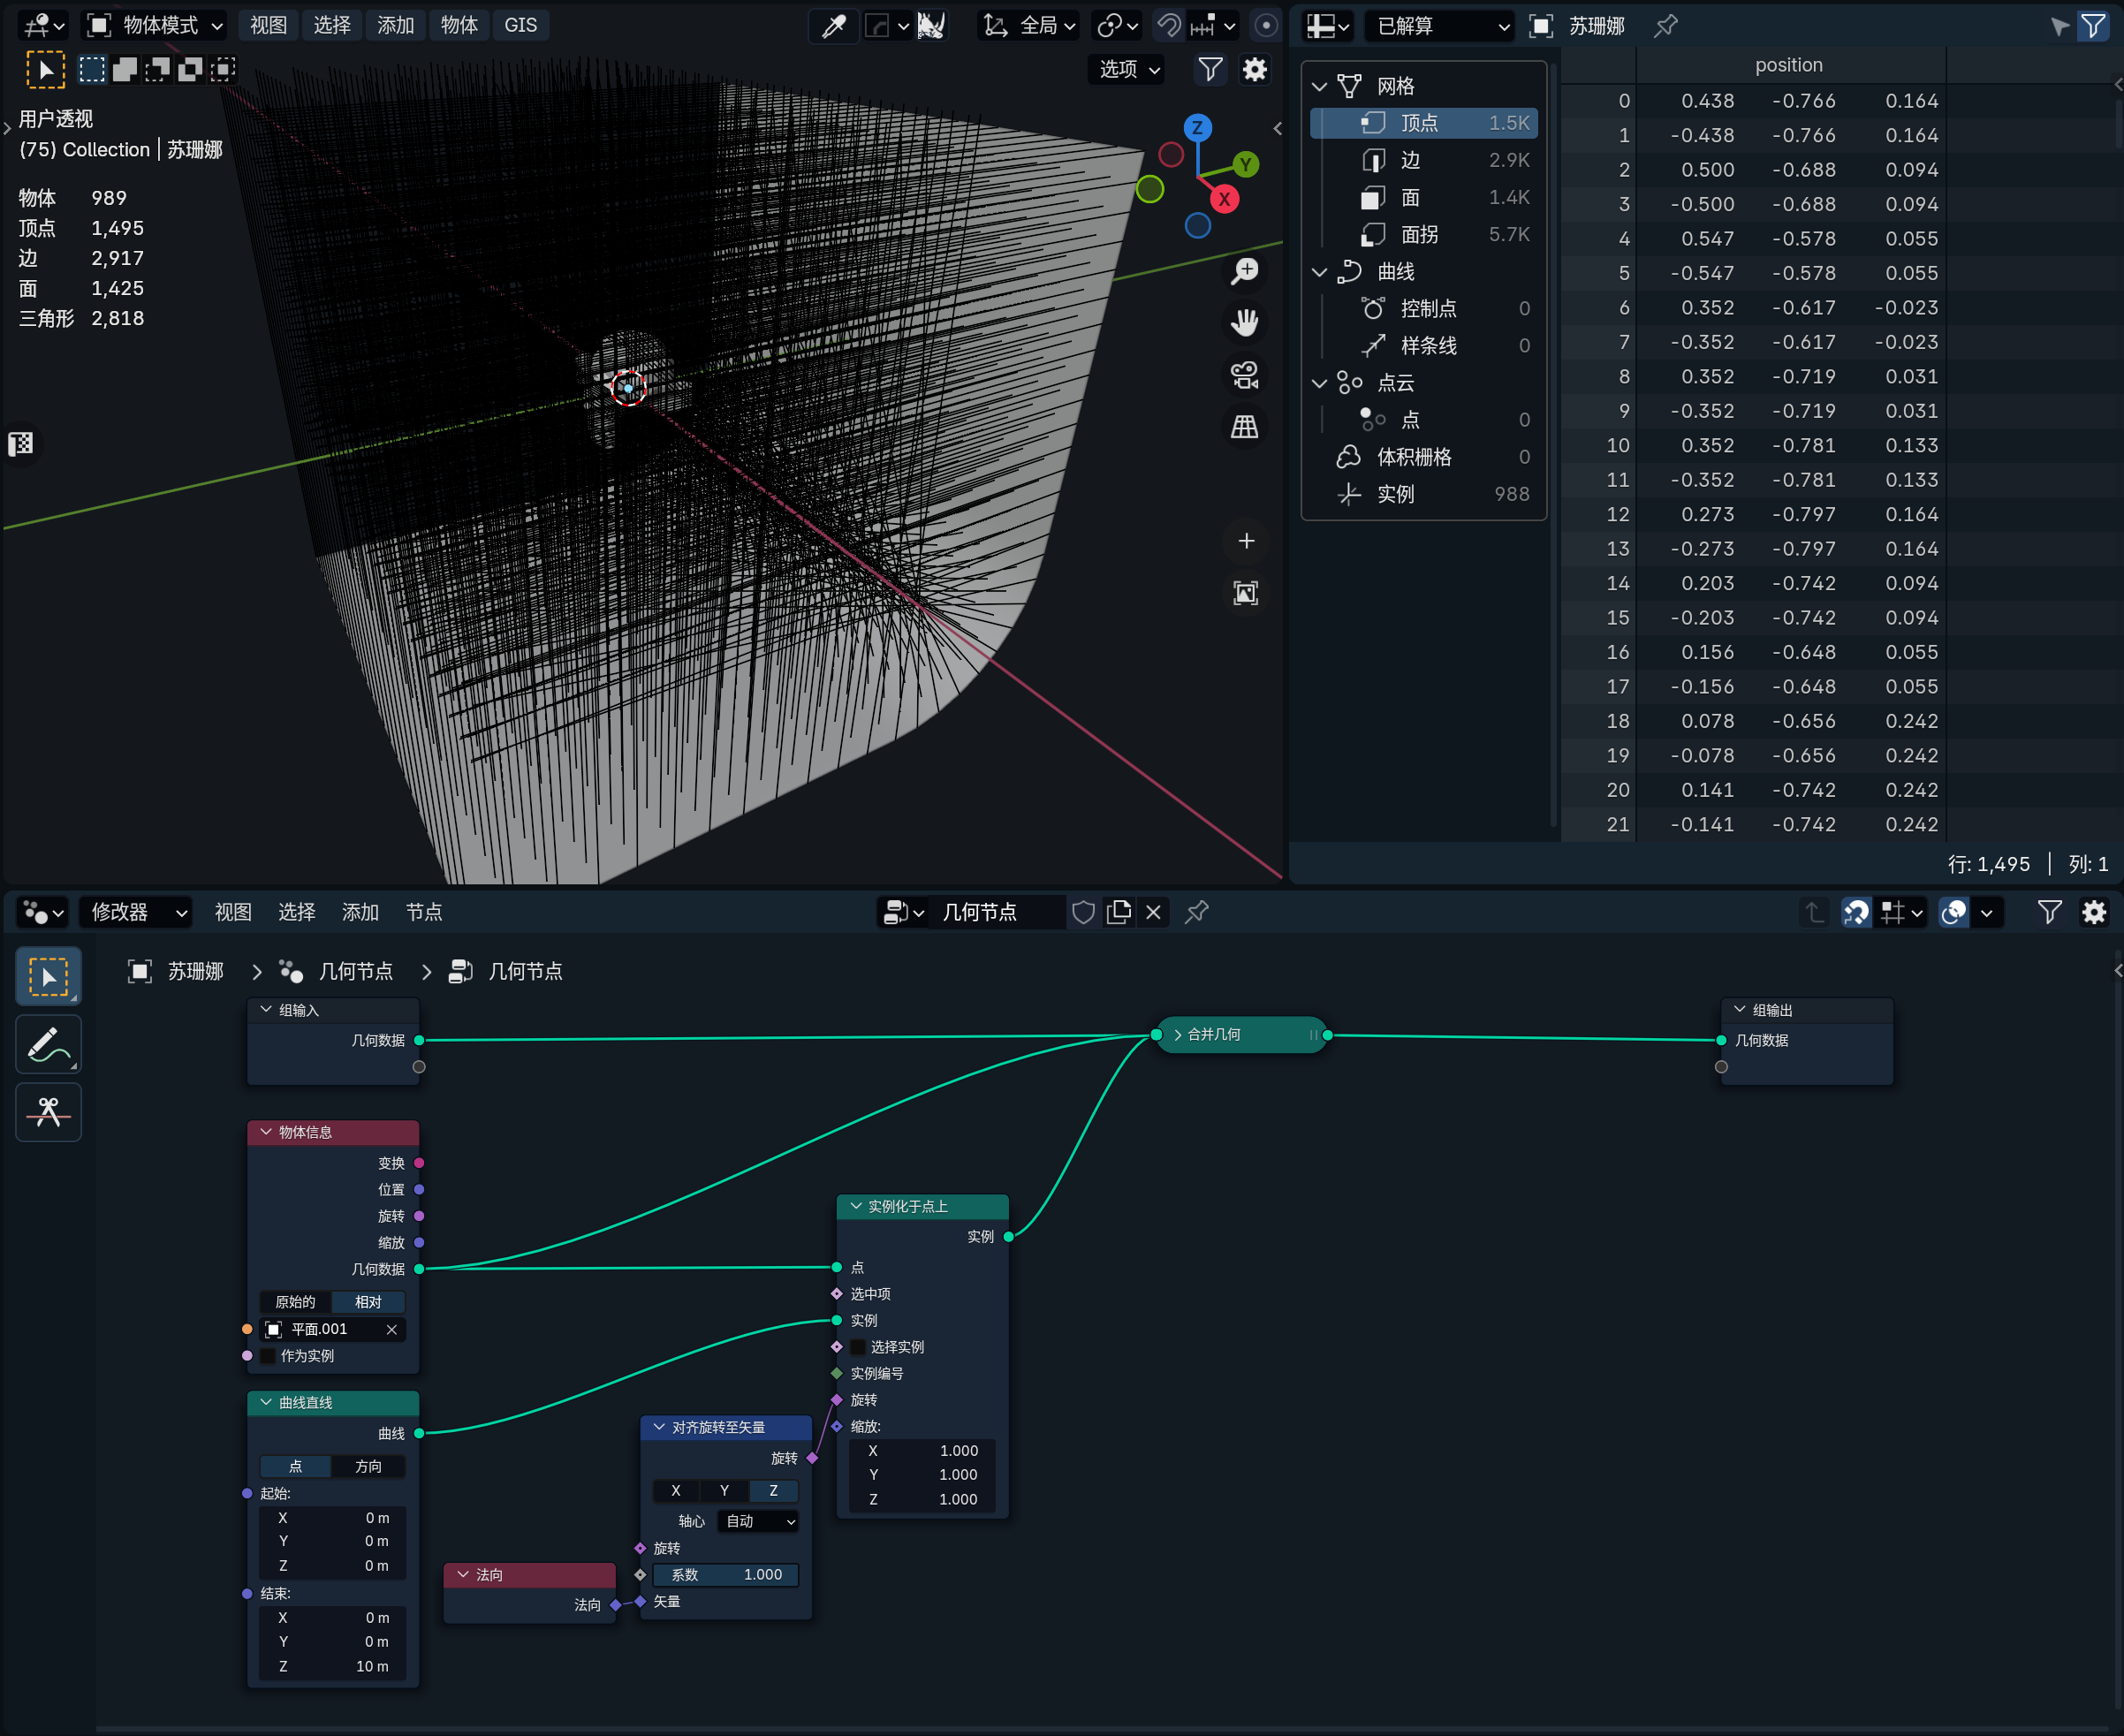 物体模式 视图 选择 添加 物体 GIS 全局
选项
用户透视
(75) Collection | 苏珊娜
物体 989
顶点 1,495
边 2,917
面 1,425
三角形 2,818
Z
Y
X
已解算 苏珊娜
网格
顶点 1.5K
边 2.9K
面 1.4K
面拐 5.7K
曲线
控制点 0
样条线 0
点云
点 0
体积栅格 0
实例 988
position
0 0.438 -0.766 0.164
1 -0.438 -0.766 0.164
2 0.500 -0.688 0.094
3 -0.500 -0.688 0.094
4 0.547 -0.578 0.055
5 -0.547 -0.578 0.055
6 0.352 -0.617 -0.023
7 -0.352 -0.617 -0.023
8 0.352 -0.719 0.031
9 -0.352 -0.719 0.031
10 0.352 -0.781 0.133
11 -0.352 -0.781 0.133
12 0.273 -0.797 0.164
13 -0.273 -0.797 0.164
14 0.203 -0.742 0.094
15 -0.203 -0.742 0.094
16 0.156 -0.648 0.055
17 -0.156 -0.648 0.055
18 0.078 -0.656 0.242
19 -0.078 -0.656 0.242
20 0.141 -0.742 0.242
21 -0.141 -0.742 0.242
行: 1,495 | 列: 1
修改器 视图 选择 添加 节点 几何节点
苏珊娜 > 几何节点 > 几何节点
组输入
几何数据
物体信息
变换
位置
旋转
缩放
几何数据
原始的 相对
平面.001
作为实例
曲线直线
曲线
点 方向
起始:
X 0 m
Y 0 m
Z 0 m
结束:
X 0 m
Y 0 m
Z 10 m
法向
法向
对齐旋转至矢量
旋转
X Y Z
轴心 自动
旋转
系数 1.000
矢量
实例化于点上
实例
点
选中项
实例
选择实例
实例编号
旋转
缩放:
X 1.000
Y 1.000
Z 1.000
合并几何
组输出
几何数据